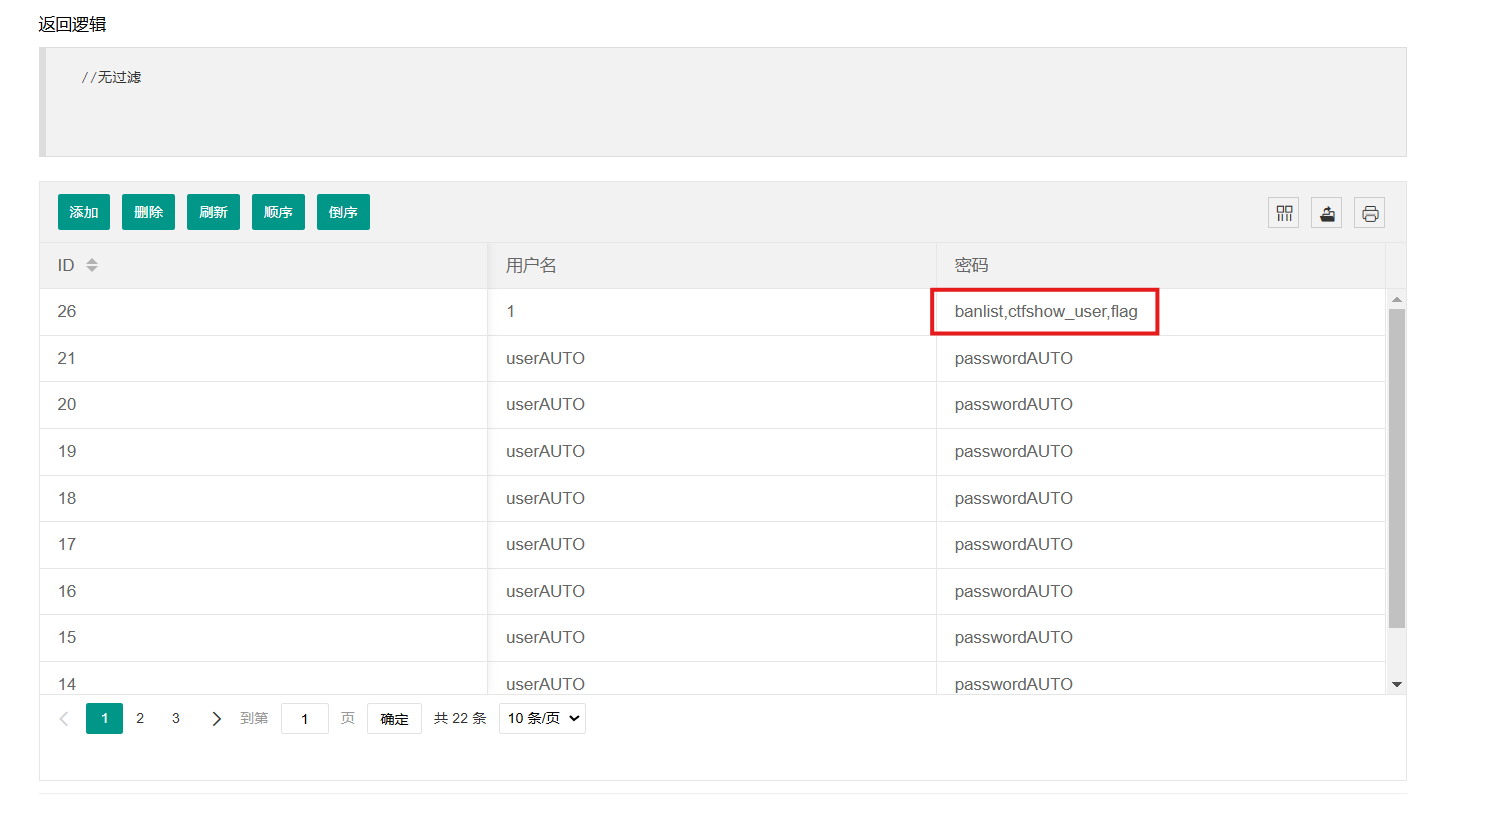 返回逻辑
//无过滤
添加 删除 刷新 顺序 倒序
ID 用户名 密码
26 1 banlist,ctfshow_user,flag
21 userAUTO passwordAUTO
20 userAUTO passwordAUTO
19 userAUTO passwordAUTO
18 userAUTO passwordAUTO
17 userAUTO passwordAUTO
16 userAUTO passwordAUTO
15 userAUTO passwordAUTO
14 userAUTO passwordAUTO
1 2 3 到第 1 页 确定 共 22 条 10 条/页